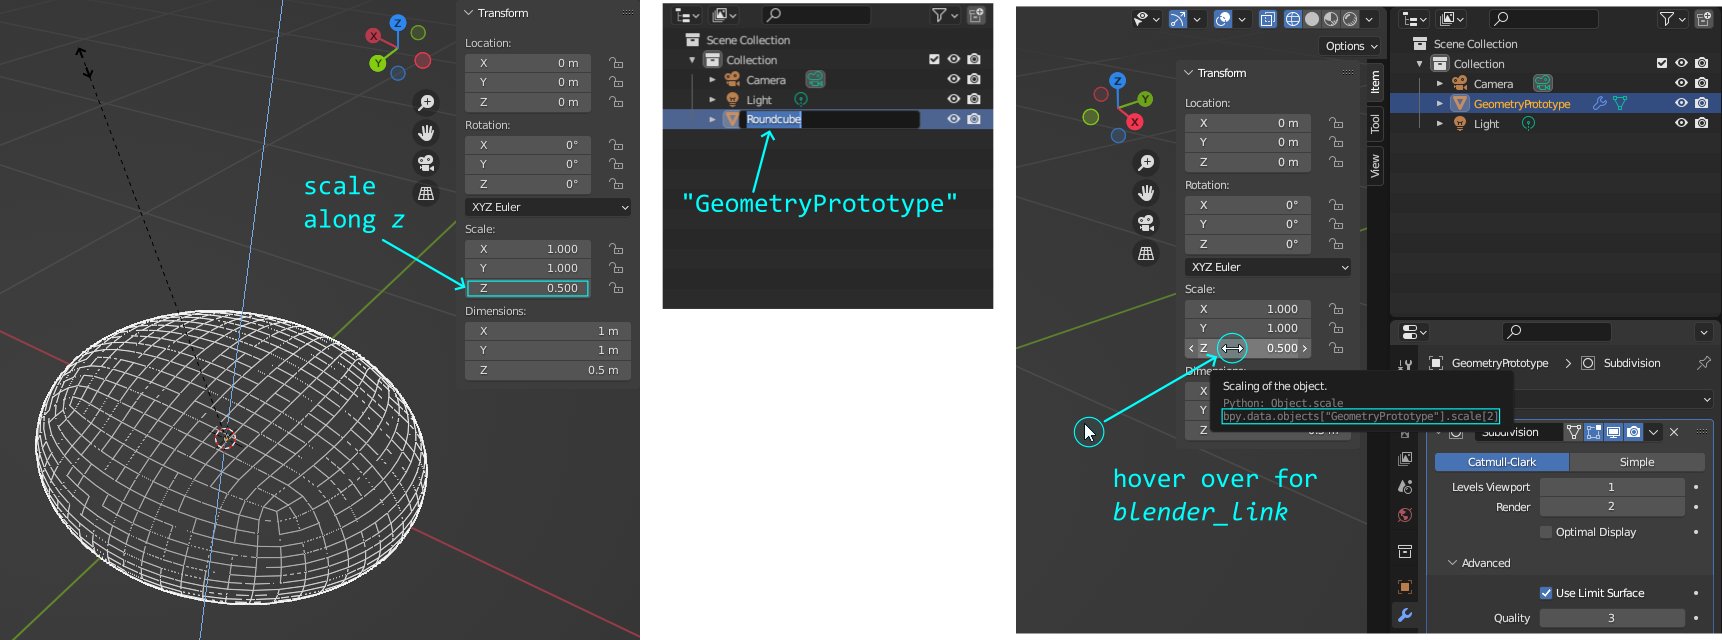 Transform
Location:
X 0 m
Y 0 m
Z 0 m
Rotation:
X 0°
Y 0°
Z 0°
XYZ Euler
Scale:
X 1.000
Y 1.000
Z 0.500
Dimensions:
X 1 m
Y 1 m
Z 0.5 m
Z
X
Y
scale
along z
Scene Collection
Collection
Camera
Light
Roundcube
"GeometryPrototype"
Options
Transform
Location:
X 0 m
Y 0 m
Z 0 m
Rotation:
X 0°
Y 0°
Z 0°
XYZ Euler
Scale:
X 1.000
Y 1.000
Z 0.500
X
Y
Z
Z
Y
X
Item
Tool
View
Scaling of the object.
Python: Object.scale
bpy.data.objects["GeometryPrototype"].scale[2]
hover over for
blender_link
Scene Collection
Collection
Camera
GeometryPrototype
Light
GeometryPrototype > Subdivision
Subdivision
Catmull-Clark Simple
Levels Viewport 1
Render 2
Optimal Display
Advanced
Use Limit Surface
Quality 3